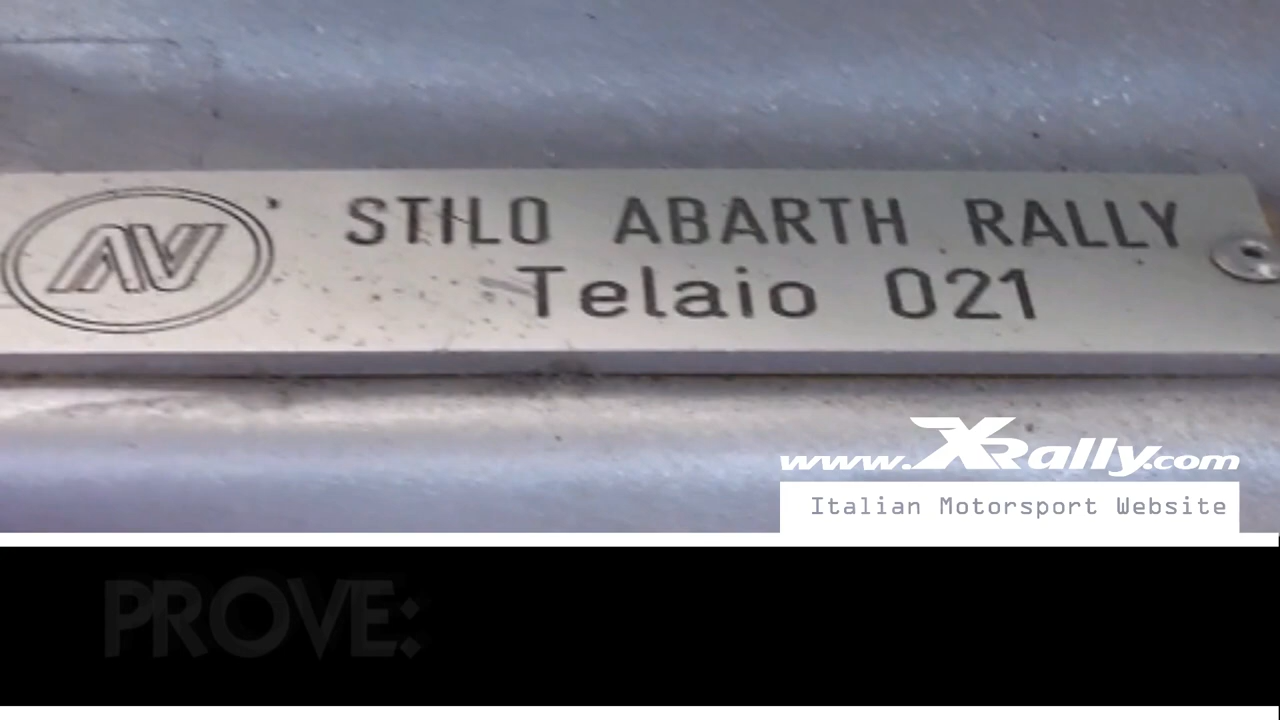 AV
STILO ABARTH RALLY
Telaio 021
www.XRally.com
Italian Motorsport Website
PROVE: